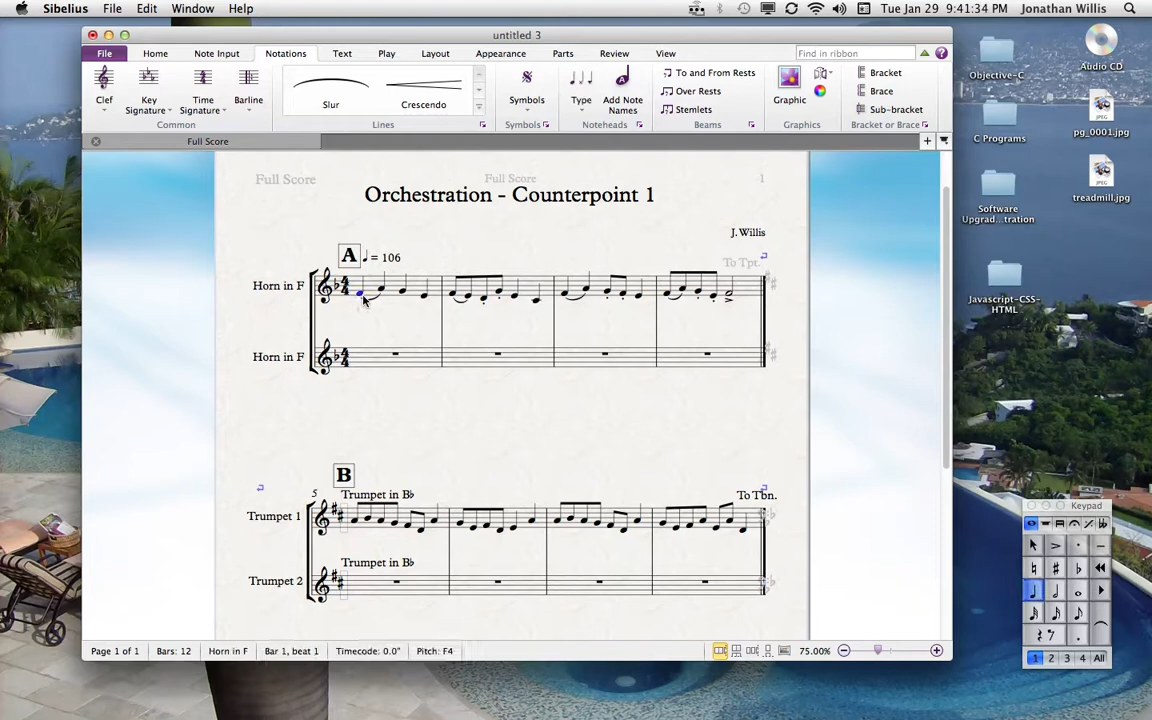 Sibelius File Edit Window Help Tue Jan 29 9:41:34 PM Jonathan Willis
untitled 3
File Home Note Input Notations Text Play Layout Appearance Parts Review View Find in ribbon
Clef Key Signature Time Signature Barline
Slur Crescendo
Symbols Type Add Note Names
To and From Rests
Over Rests
Stemlets
Graphic
Bracket
Brace
Sub-bracket
Common Lines Symbols Noteheads Beams Graphics Bracket or Brace
Full Score
Full Score Full Score 1
Orchestration - Counterpoint 1
J. Willis
A ♩ = 106
To Tpt.
Horn in F
4
4
Horn in F
4
4
B
5 Trumpet in B♭ To Tbn.
Trumpet 1
Trumpet in B♭
Trumpet 2
Page 1 of 1 Bars: 12 Horn in F Bar 1, beat 1 Timecode: 0.0" Pitch: F4 75.00%
Objective-C
Audio CD
C Programs
pg_0001.jpg
Software Upgrad...tration
treadmill.jpg
Javascript-CSS-HTML
Keypad
1 2 3 4 All